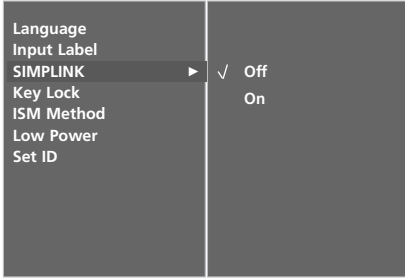 Language
Input Label
SIMPLINK ► √ Off
Key Lock On
ISM Method
Low Power
Set ID